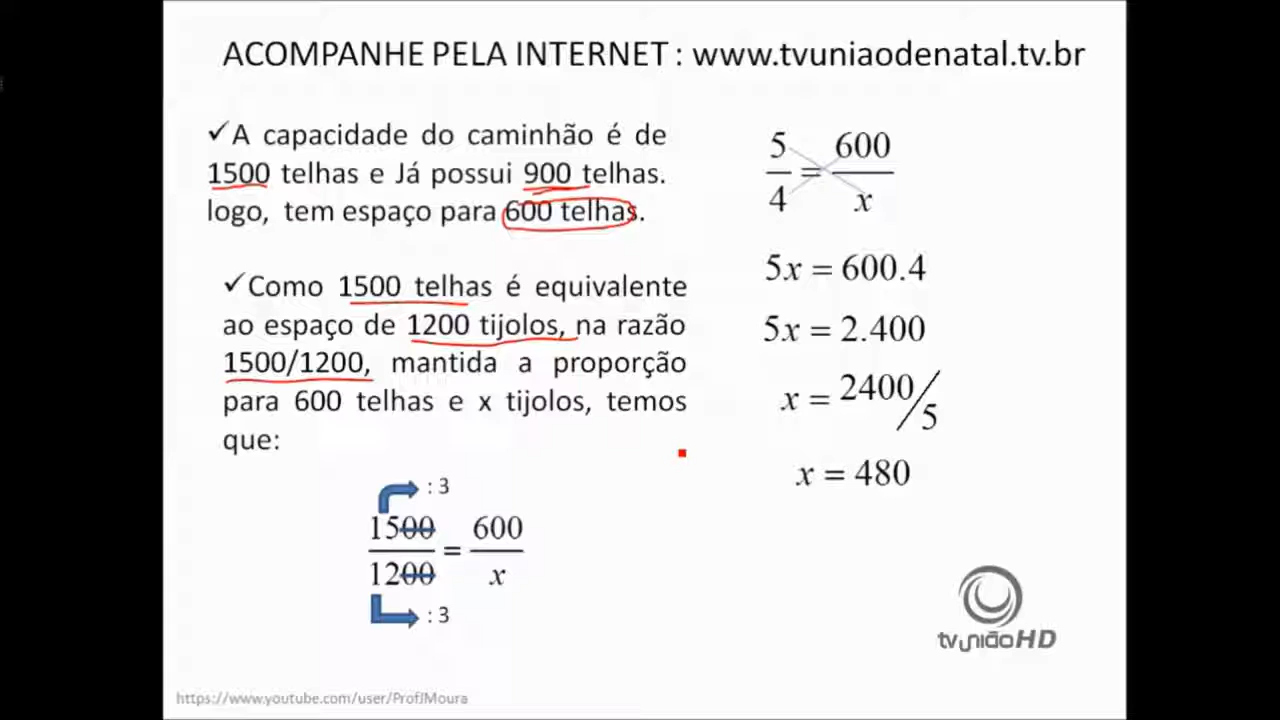 ACOMPANHE PELA INTERNET : www.tvuniaodenatal.tv.br
✓A capacidade do caminhão é de
1500 telhas e Já possui 900 telhas.
logo, tem espaço para 600 telhas.
✓Como 1500 telhas é equivalente
ao espaço de 1200 tijolos, na razão
1500/1200, mantida a proporção
para 600 telhas e x tijolos, temos
que:
: 3
1500/1200 = 600/x
: 3
5/4 = 600/x
5x = 600.4
5x = 2.400
x = 2400/5
x = 480
tv união HD
https://www.youtube.com/user/ProfJMoura